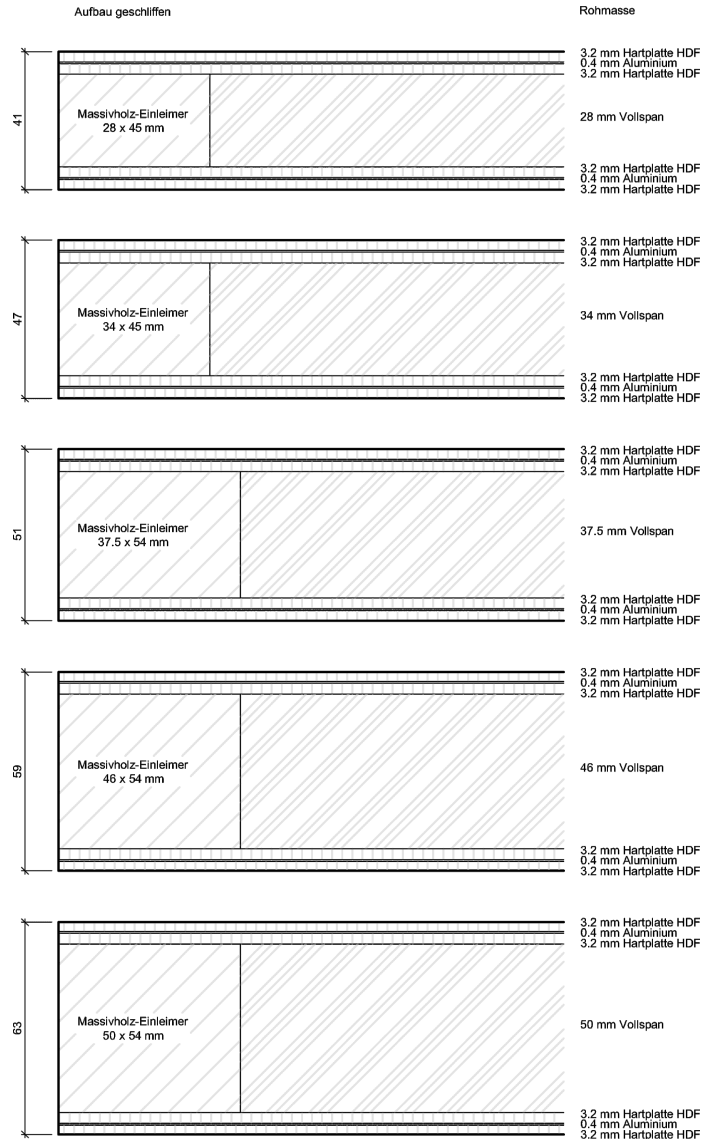 Aufbau geschliffen
Rohmasse
3.2 mm Hartplatte HDF
0.4 mm Aluminium
3.2 mm Hartplatte HDF
41
Massivholz-Einleimer
28 x 45 mm
28 mm Vollspan
3.2 mm Hartplatte HDF
0.4 mm Aluminium
3.2 mm Hartplatte HDF
3.2 mm Hartplatte HDF
0.4 mm Aluminium
3.2 mm Hartplatte HDF
47
Massivholz-Einleimer
34 x 45 mm
34 mm Vollspan
3.2 mm Hartplatte HDF
0.4 mm Aluminium
3.2 mm Hartplatte HDF
3.2 mm Hartplatte HDF
0.4 mm Aluminium
3.2 mm Hartplatte HDF
51
Massivholz-Einleimer
37.5 x 54 mm
37.5 mm Vollspan
3.2 mm Hartplatte HDF
0.4 mm Aluminium
3.2 mm Hartplatte HDF
3.2 mm Hartplatte HDF
0.4 mm Aluminium
3.2 mm Hartplatte HDF
59
Massivholz-Einleimer
46 x 54 mm
46 mm Vollspan
3.2 mm Hartplatte HDF
0.4 mm Aluminium
3.2 mm Hartplatte HDF
3.2 mm Hartplatte HDF
0.4 mm Aluminium
3.2 mm Hartplatte HDF
63
Massivholz-Einleimer
50 x 54 mm
50 mm Vollspan
3.2 mm Hartplatte HDF
0.4 mm Aluminium
3.2 mm Hartplatte HDF